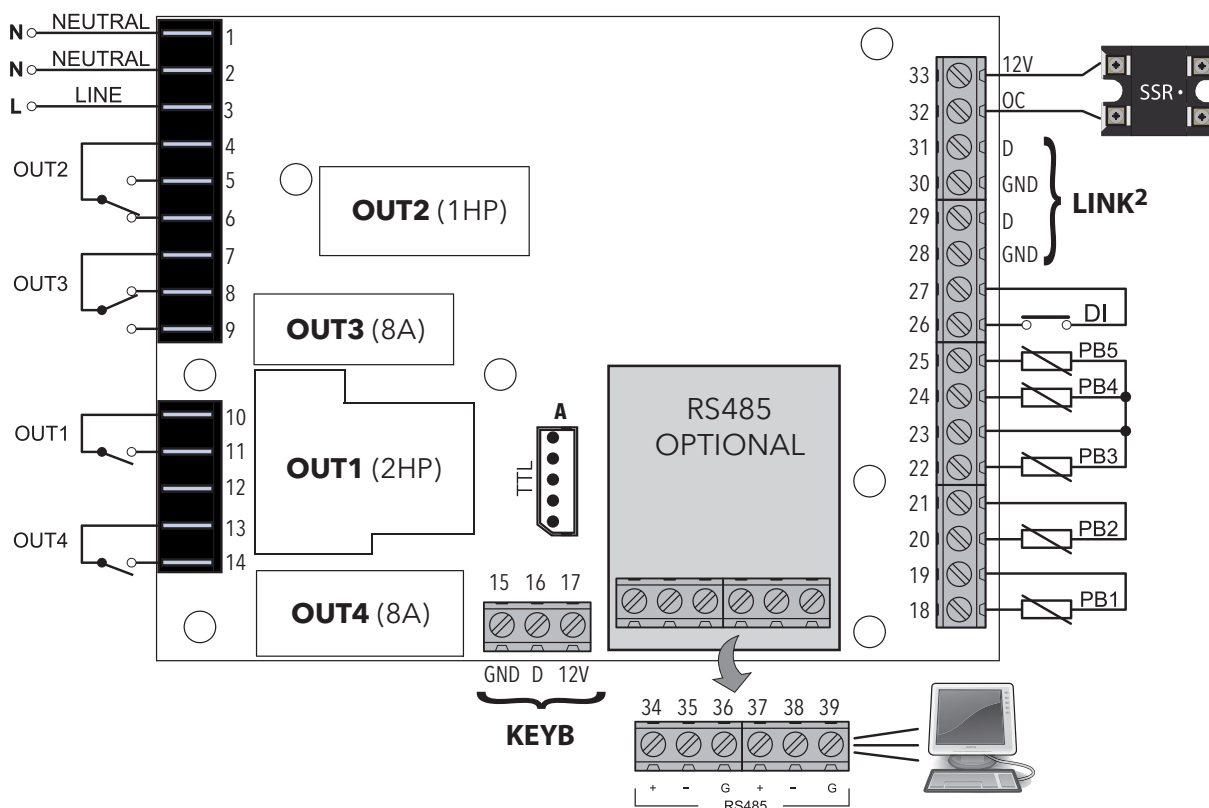 N NEUTRAL
N NEUTRAL
L LINE
OUT2
OUT3
OUT1
OUT4
1
2
3
4
5
6
7
8
9
10
11
12
13
14
OUT2 (1HP)
OUT3 (8A)
OUT1 (2HP)
OUT4 (8A)
A
TTL
RS485
OPTIONAL
15 16 17
GND D 12V
KEYB
33 12V
32 OC
31 D
30 GND
29 D
28 GND
LINK2
SSR
27
26 DI
25 PB5
24 PB4
23
22 PB3
21
20 PB2
19
18 PB1
34 35 36 37 38 39
+ - G + - G
RS485